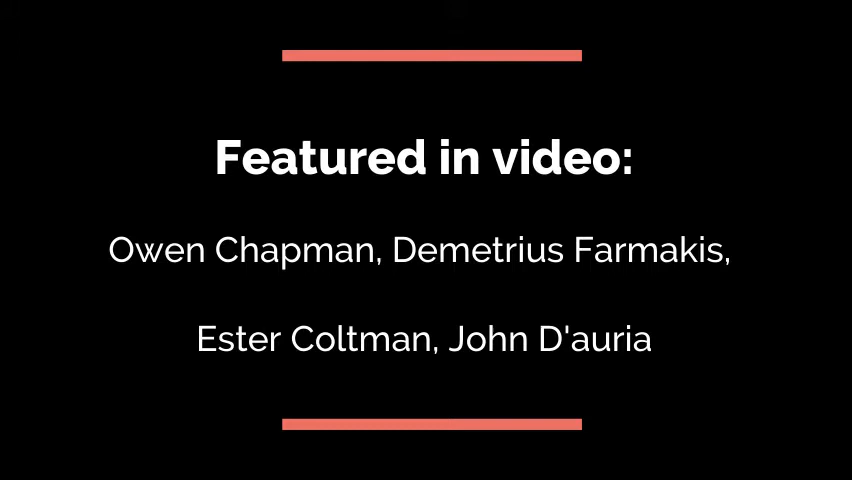 Featured in video:
Owen Chapman, Demetrius Farmakis,
Ester Coltman, John D'auria